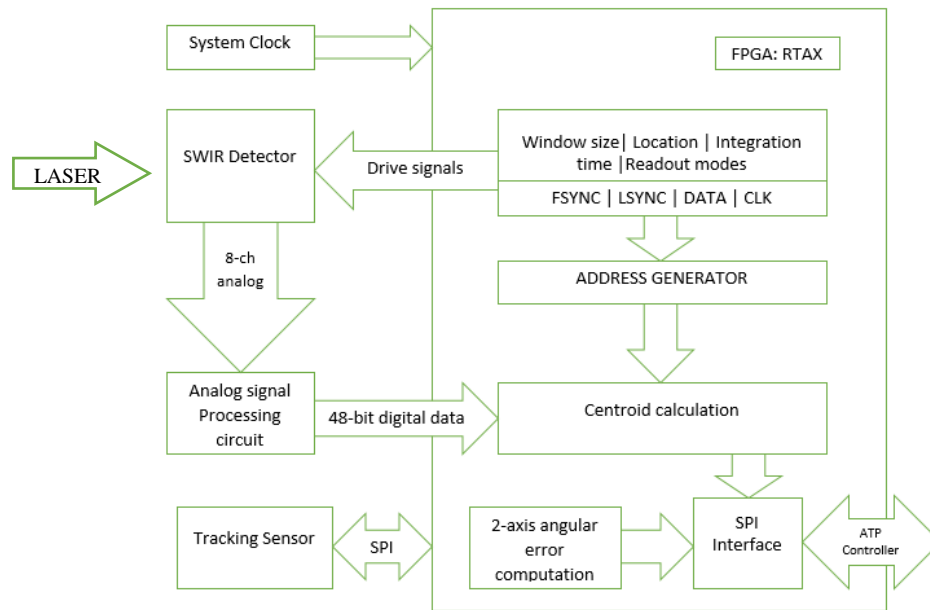 System Clock
FPGA: RTAX
LASER
SWIR Detector
Drive signals
Window size| Location | Integration
time |Readout modes
FSYNC | LSYNC | DATA | CLK
8-ch
analog
ADDRESS GENERATOR
Analog signal
Processing
circuit
48-bit digital data
Centroid calculation
Tracking Sensor
SPI
2-axis angular
error
computation
SPI
Interface
ATP
Controller